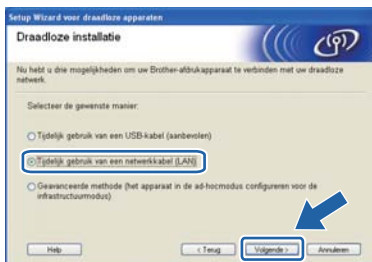 Setup Wizard voor draadloze apparaten
Draadloze installatie
Nu hebt u drie mogelijkheden om uw Brother-afdrukapparaat te verbinden met uw draadloze
netwerk.
Selecteer de gewenste manier:
Tijdelijk gebruik van een USB-kabel (aanbevolen)
Tijdelijk gebruik van een netwerkkabel (LAN)
Geavanceerde methode (het apparaat in de ad-hocmodus configureren voor de
infrastructuurmodus)
Help < Terug Volgende > Annuleren